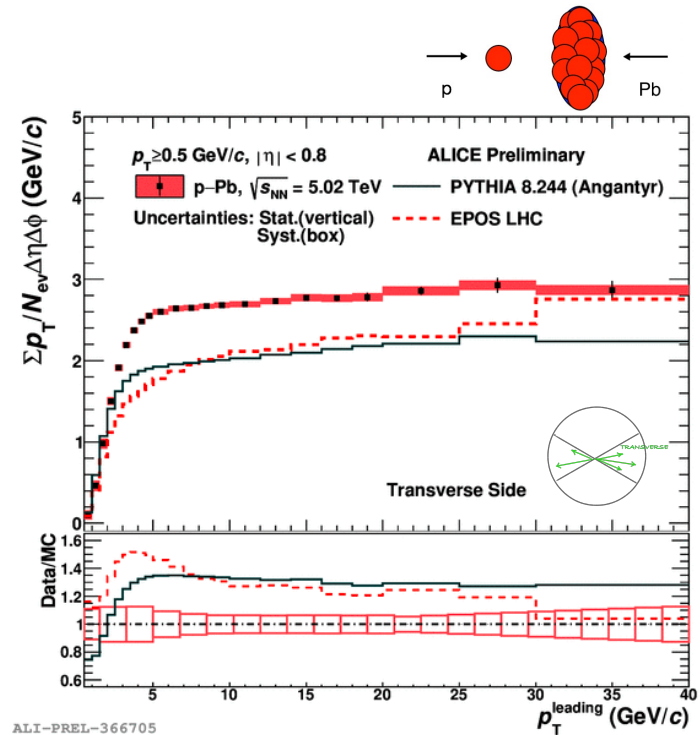 p
Pb
p_T≥0.5 GeV/c, |η| < 0.8
ALICE Preliminary
p–Pb, √s_NN = 5.02 TeV
PYTHIA 8.244 (Angantyr)
Uncertainties: Stat.(vertical)
Syst.(box)
EPOS LHC
Σp_T/N_evΔηΔϕ (GeV/c)
5
4
3
2
1
0
TRANSVERSE
Transverse Side
Data/MC
1.6
1.4
1.2
1
0.8
0.6
5 10 15 20 25 30 35 40
p_T^leading (GeV/c)
ALI-PREL-366705